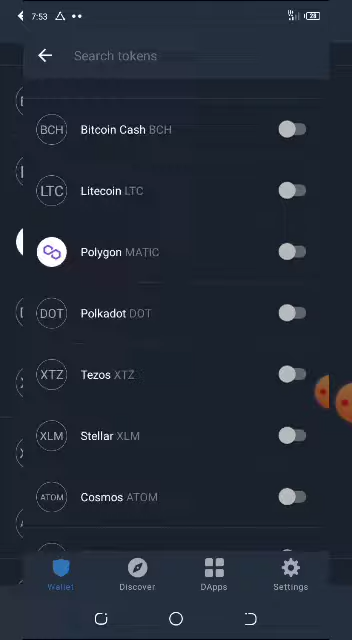 7:53
28
Search tokens
BCH Bitcoin Cash BCH
LTC Litecoin LTC
Polygon MATIC
DOT Polkadot DOT
XTZ Tezos XTZ
XLM Stellar XLM
ATOM Cosmos ATOM
Wallet Discover DApps Settings